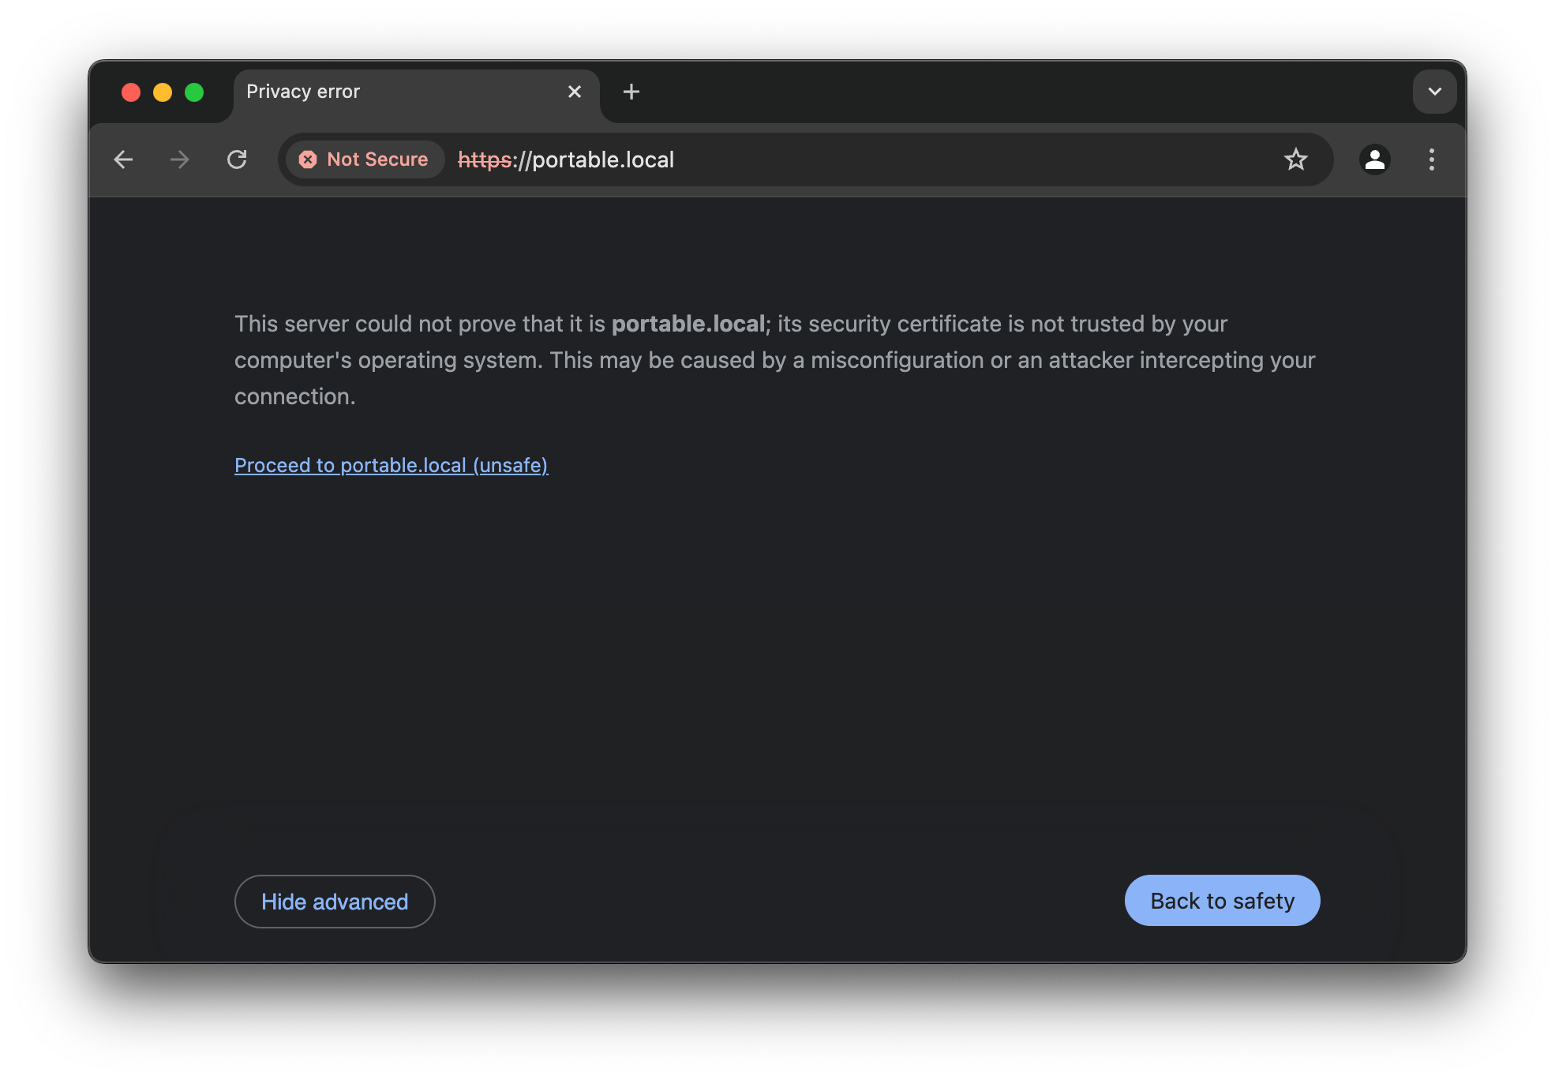 Privacy error
Not Secure https://portable.local
This server could not prove that it is portable.local; its security certificate is not trusted by your
computer's operating system. This may be caused by a misconfiguration or an attacker intercepting your
connection.
Proceed to portable.local (unsafe)
Hide advanced
Back to safety